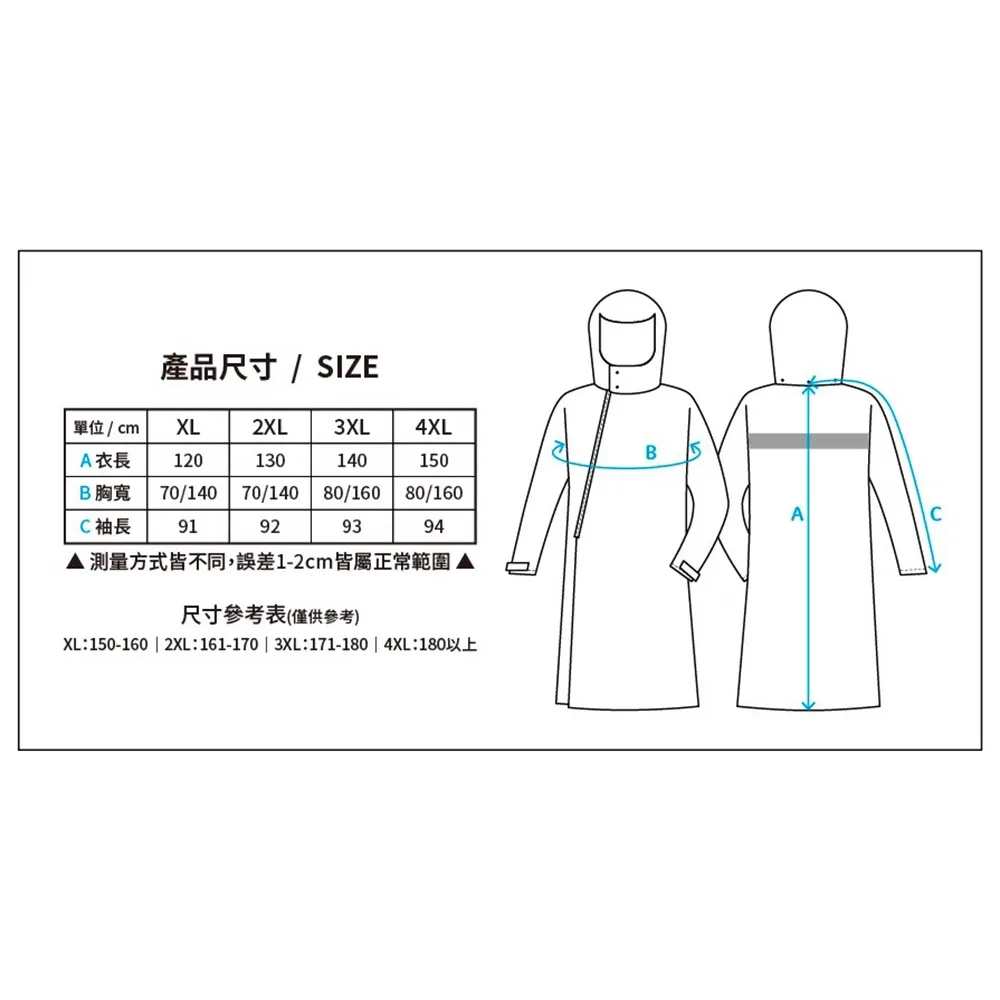 產品尺寸 / SIZE
單位 / cm XL 2XL 3XL 4XL
A 衣長 120 130 140 150
B 胸寬 70/140 70/140 80/160 80/160
C 袖長 91 92 93 94
▲ 測量方式皆不同，誤差1-2cm皆屬正常範圍 ▲
尺寸參考表(僅供參考)
XL：150-160｜2XL：161-170｜3XL：171-180｜4XL：180以上
B
A
C